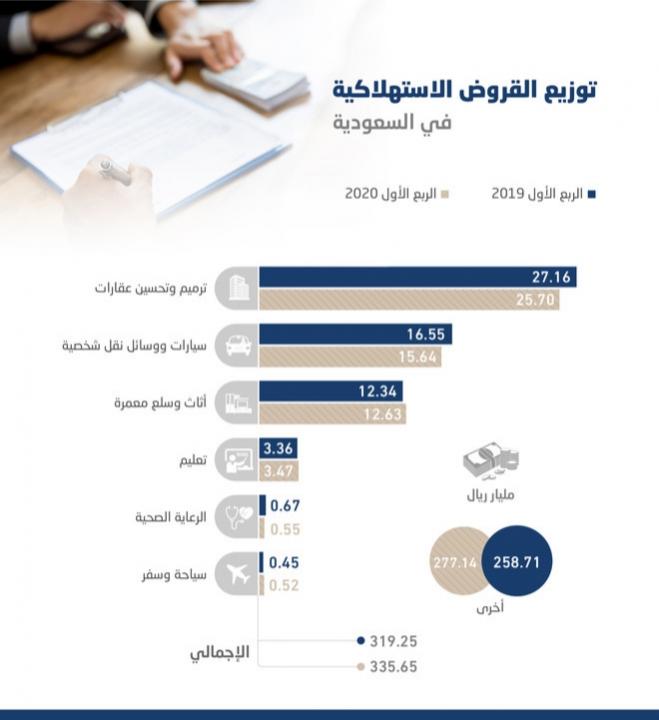 توزيع القروض الاستهلاكية
في السعودية
الربع الأول 2019
الربع الأول 2020
ترميم وتحسين عقارات
27.16
25.70
سيارات ووسائل نقل شخصية
16.55
15.64
أثاث وسلع معمرة
12.34
12.63
تعليم
3.36
3.47
الرعاية الصحية
0.67
0.55
سياحة وسفر
0.45
0.52
مليار ريال
258.71
277.14
أخرى
الإجمالي
319.25
335.65